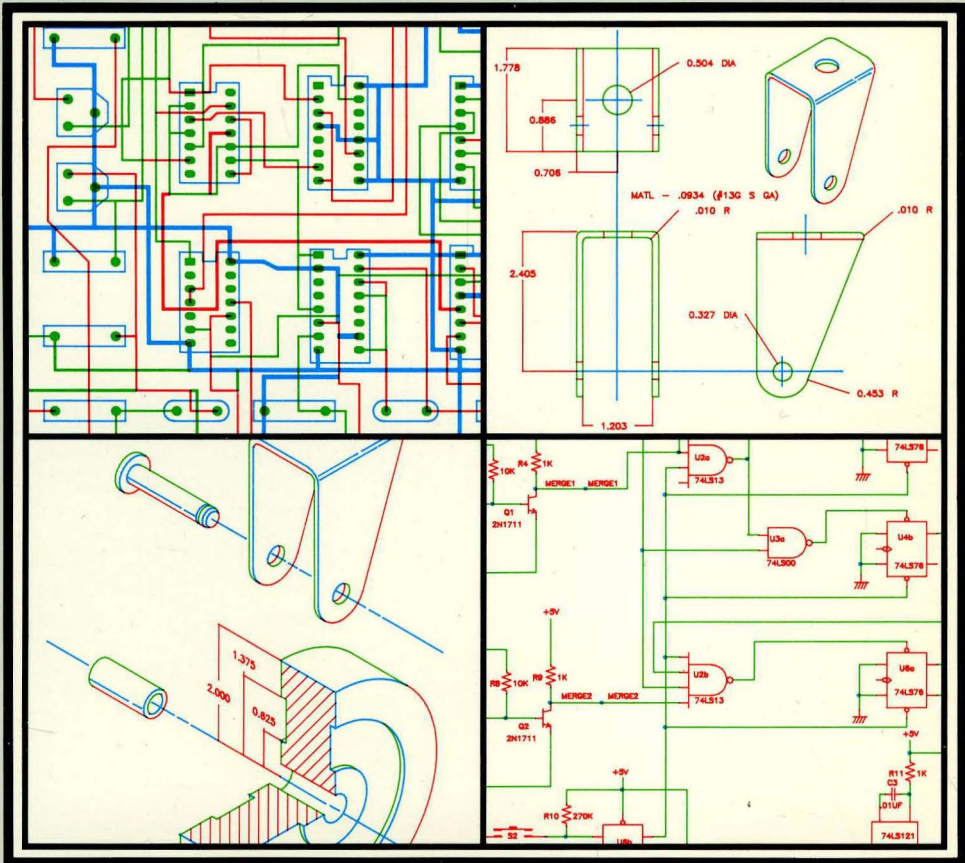 1.778
0.504 DIA
0.886
0.706
MATL - .0934 (#13G S GA)
.010 R
.010 R
2.405
0.327 DIA
0.453 R
1.203
1.375
2.000
0.625
10K
R4
1K
MERGE1 MERGE1
Q1
2N1711
U2a
74LS13
74LS76
U3a
74LS00
U4b
74LS76
+5V
R8
10K
R9
1K
MERGE2 MERGE2
Q2
2N1711
U2b
74LS13
U6a
74LS76
+5V
R11
1K
C3
.01UF
74LS121
+5V
R10
270K
S2
U5b